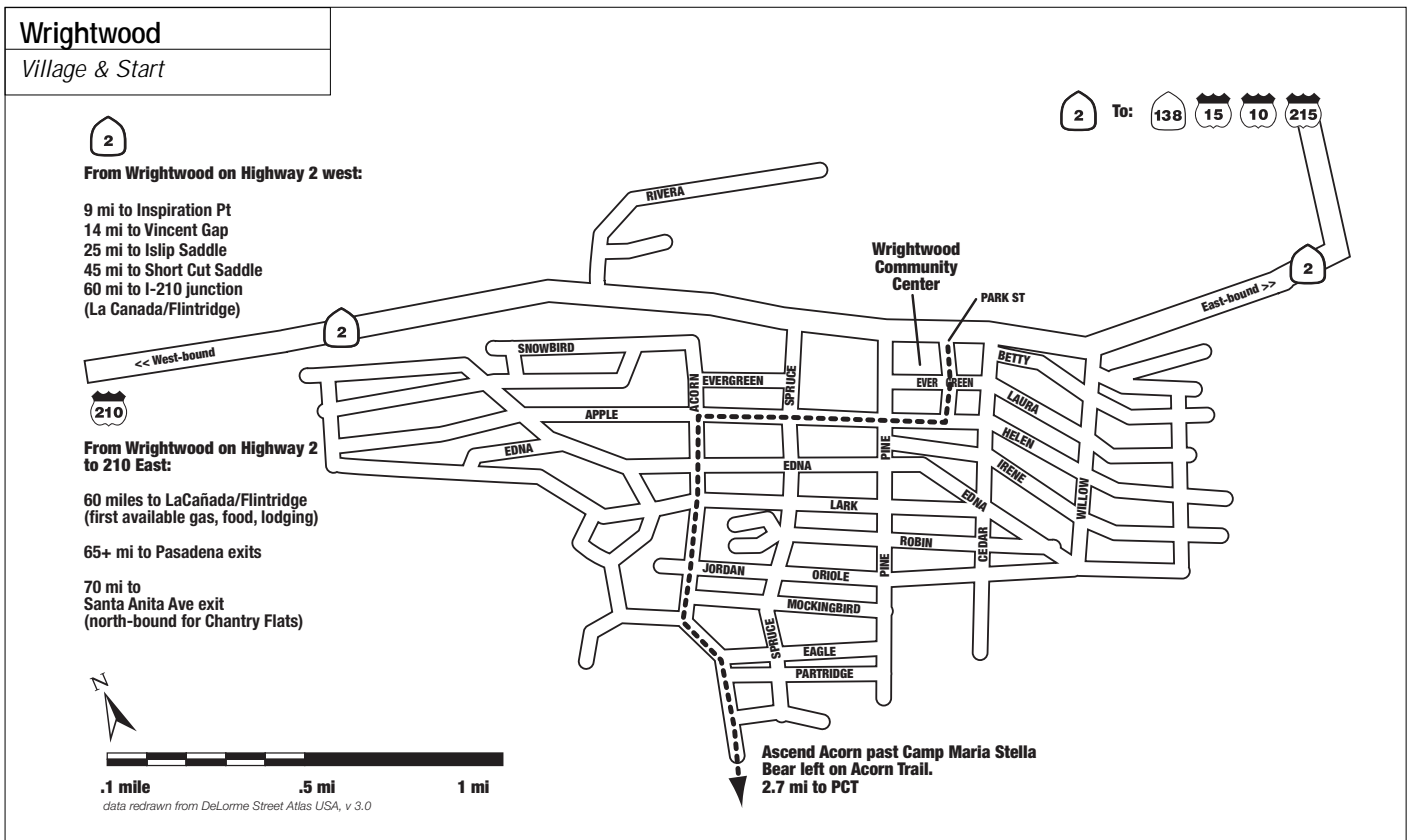 Wrightwood
Village & Start
2
From Wrightwood on Highway 2 west:
9 mi to Inspiration Pt
14 mi to Vincent Gap
25 mi to Islip Saddle
45 mi to Short Cut Saddle
60 mi to I-210 junction
(La Canada/Flintridge)
2 To: 138 15 10 215
RIVERA
Wrightwood
Community
Center
PARK ST
2
East-bound >>
2
<< West-bound
210
SNOWBIRD
BETTY
EVERGREEN
SPRUCE
EVER GREEN
ACORN
APPLE
LAURA
From Wrightwood on Highway 2
to 210 East:
EDNA
PINE
HELEN
EDNA
IRENE
60 miles to LaCañada/Flintridge
(first available gas, food, lodging)
EDNA
WILLOW
LARK
65+ mi to Pasadena exits
ROBIN
CEDAR
JORDAN
ORIOLE
PINE
70 mi to
Santa Anita Ave exit
(north-bound for Chantry Flats)
MOCKINGBIRD
SPRUCE
EAGLE
PARTRIDGE
N
.1 mile .5 mi 1 mi
data redrawn from DeLorme Street Atlas USA, v 3.0
Ascend Acorn past Camp Maria Stella
Bear left on Acorn Trail.
2.7 mi to PCT